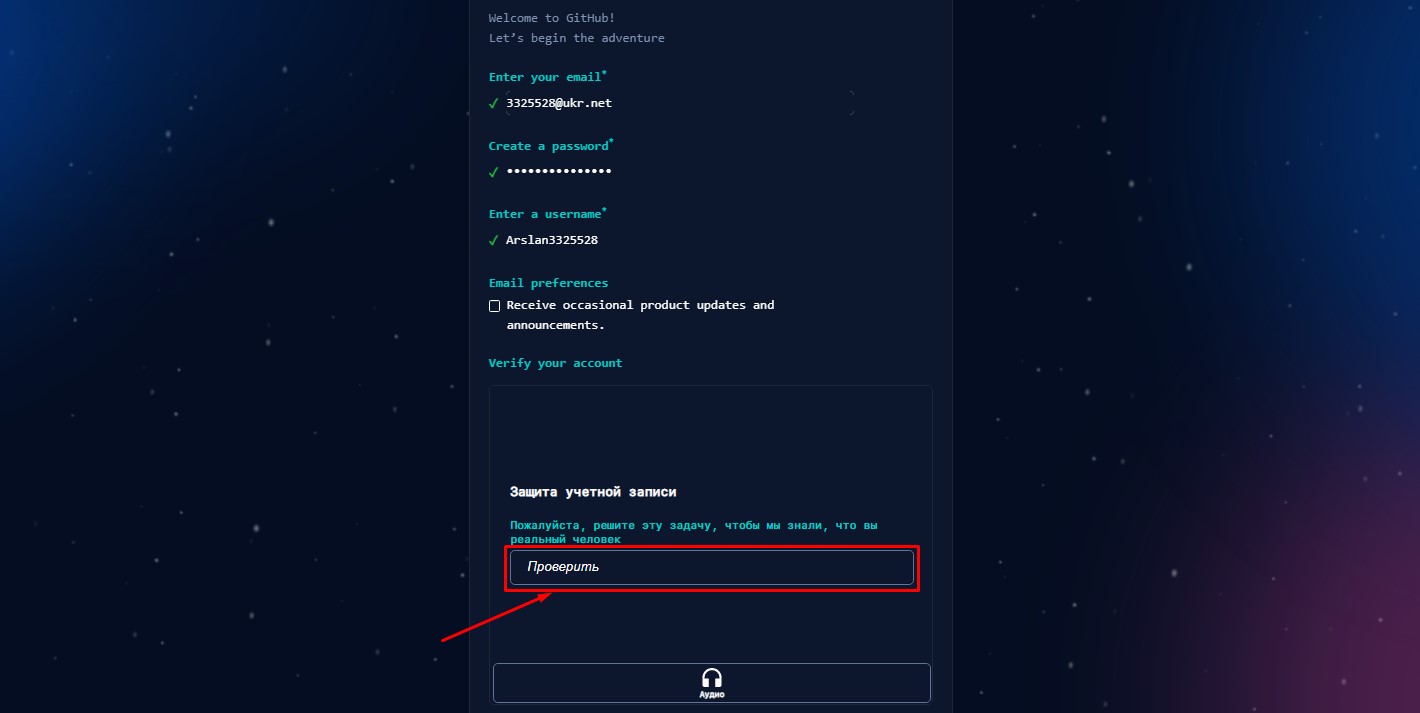 Welcome to GitHub!
Let’s begin the adventure
Enter your email*
✓ 3325528@ukr.net
Create a password*
✓ •••••••••••••••
Enter a username*
✓ Arslan3325528
Email preferences
Receive occasional product updates and
announcements.
Verify your account
Защита учетной записи
Пожалуйста, решите эту задачу, чтобы мы знали, что вы
реальный человек
Проверить
Аудио